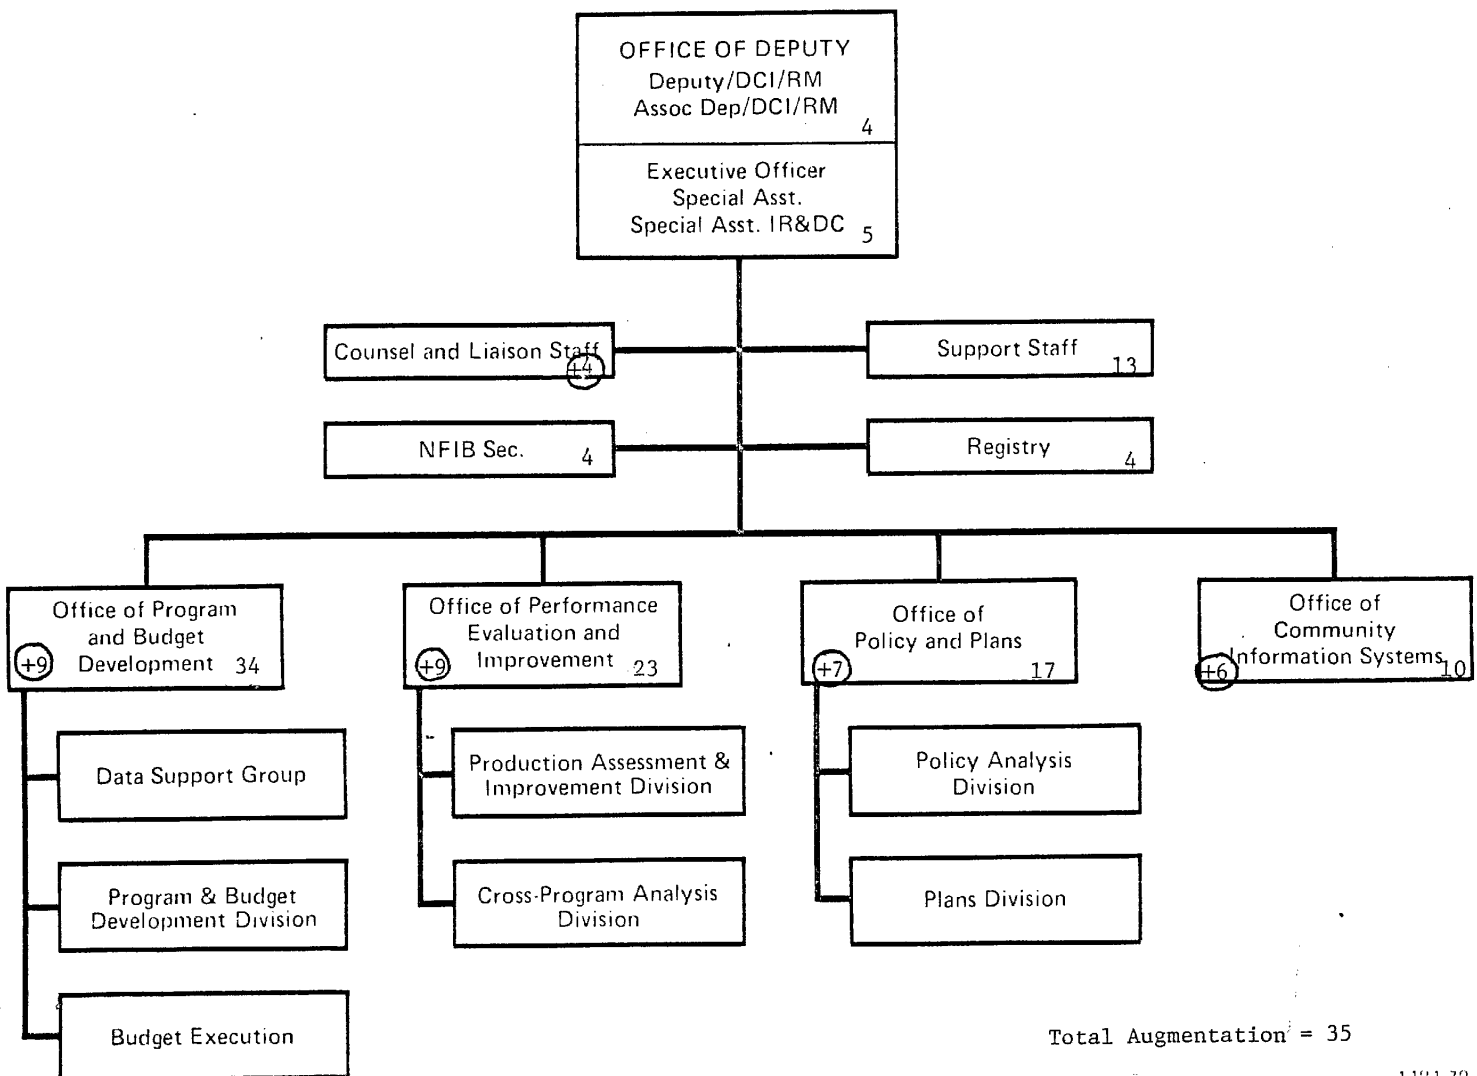 OFFICE OF DEPUTY
Deputy/DCI/RM
Assoc Dep/DCI/RM
4
Executive Officer
Special Asst.
Special Asst. IR&DC
5
Counsel and Liaison Staff
+4
Support Staff
13
NFIB Sec.
4
Registry
4
Office of Program
and Budget
Development
+9
34
Office of Performance
Evaluation and
Improvement
+9
23
Office of
Policy and Plans
+7
17
Office of
Community
Information Systems
+6
10
Data Support Group
Program & Budget
Development Division
Budget Execution
Production Assessment &
Improvement Division
Cross-Program Analysis
Division
Policy Analysis
Division
Plans Division
Total Augmentation = 35